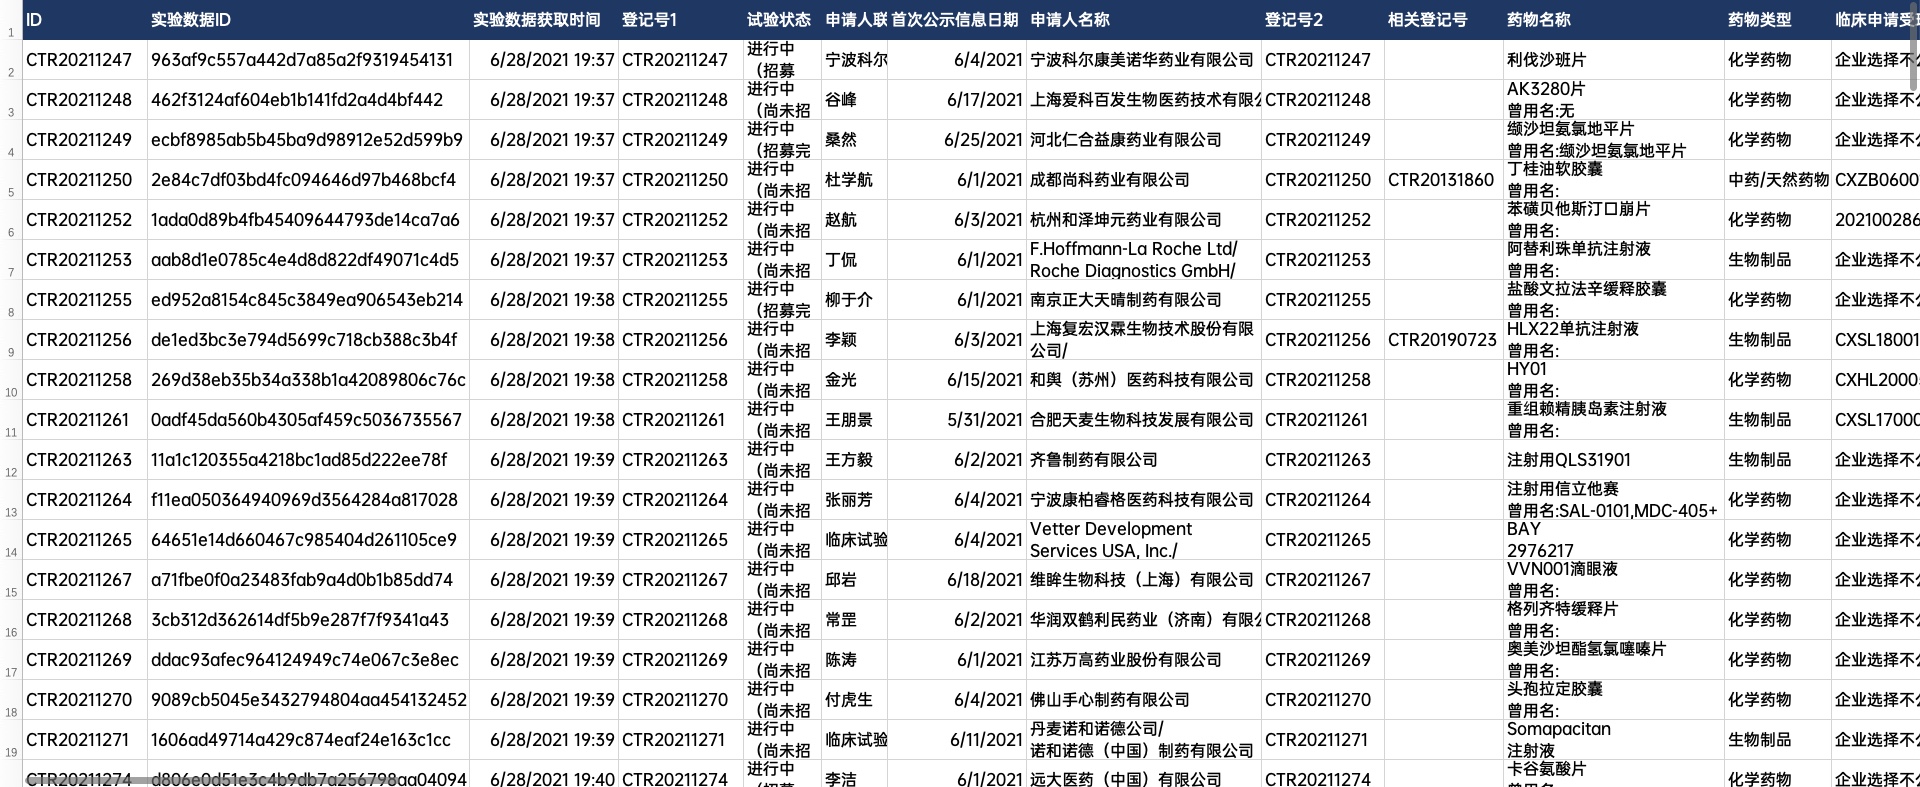 ID 实验数据ID 实验数据获取时间 登记号1 试验状态 申请人联 首次公示信息日期 申请人名称 登记号2 相关登记号 药物名称 药物类型 临床申请受
1
CTR20211247 963af9c557a442d7a85a2f9319454131 6/28/2021 19:37 CTR20211247 进行中 （招募 宁波科尔 6/4/2021 宁波科尔康美诺华药业有限公司 CTR20211247 利伐沙班片 化学药物 企业选择不
2
CTR20211248 462f3124af604eb1b141fd2a4d4bf442 6/28/2021 19:37 CTR20211248 进行中 （尚未招 谷峰 6/17/2021 上海爱科百发生物医药技术有限 CTR20211248 AK3280片 曾用名:无 化学药物 企业选择不
3
CTR20211249 ecbf8985ab5b45ba9d98912e52d599b9 6/28/2021 19:37 CTR20211249 进行中 （招募完 桑然 6/25/2021 河北仁合益康药业有限公司 CTR20211249 缬沙坦氨氯地平片 曾用名:缬沙坦氨氯地平片 化学药物 企业选择不
4
CTR20211250 2e84c7df03bd4fc094646d97b468bcf4 6/28/2021 19:37 CTR20211250 进行中 （尚未招 杜学航 6/1/2021 成都尚科药业有限公司 CTR20211250 CTR20131860 丁桂油软胶囊 曾用名: 中药/天然药物 CXZB0600
5
CTR20211252 1ada0d89b4fb45409644793de14ca7a6 6/28/2021 19:37 CTR20211252 进行中 （尚未招 赵航 6/3/2021 杭州和泽坤元药业有限公司 CTR20211252 苯磺贝他斯汀口崩片 曾用名: 化学药物 202100286
6
CTR20211253 aab8d1e0785c4e4d8d822df49071c4d5 6/28/2021 19:37 CTR20211253 进行中 （尚未招 丁侃 6/1/2021 F.Hoffmann-La Roche Ltd/ Roche Diagnostics GmbH/ CTR20211253 阿替利珠单抗注射液 曾用名: 生物制品 企业选择不
7
CTR20211255 ed952a8154c845c3849ea906543eb214 6/28/2021 19:38 CTR20211255 进行中 （招募完 柳于介 6/1/2021 南京正大天晴制药有限公司 CTR20211255 盐酸文拉法辛缓释胶囊 曾用名: 化学药物 企业选择不
8
CTR20211256 de1ed3bc3e794d5699c718cb388c3b4f 6/28/2021 19:38 CTR20211256 进行中 （尚未招 李颖 6/3/2021 上海复宏汉霖生物技术股份有限 公司/ CTR20211256 CTR20190723 HLX22单抗注射液 曾用名: 生物制品 CXSL18001
9
CTR20211258 269d38eb35b34a338b1a42089806c76c 6/28/2021 19:38 CTR20211258 进行中 （尚未招 金光 6/15/2021 和舆（苏州）医药科技有限公司 CTR20211258 HY01 曾用名: 化学药物 CXHL2000
10
CTR20211261 0adf45da560b4305af459c5036735567 6/28/2021 19:38 CTR20211261 进行中 （尚未招 王朋景 5/31/2021 合肥天麦生物科技发展有限公司 CTR20211261 重组赖精胰岛素注射液 曾用名: 生物制品 CXSL17000
11
CTR20211263 11a1c120355a4218bc1ad85d222ee78f 6/28/2021 19:39 CTR20211263 进行中 （尚未招 王方毅 6/2/2021 齐鲁制药有限公司 CTR20211263 注射用QLS31901 生物制品 企业选择不
12
CTR20211264 f11ea050364940969d3564284a817028 6/28/2021 19:39 CTR20211264 进行中 （尚未招 张丽芳 6/4/2021 宁波康柏睿格医药科技有限公司 CTR20211264 注射用信立他赛 曾用名:SAL-0101,MDC-405+ 化学药物 企业选择不
13
CTR20211265 64651e14d660467c985404d261105ce9 6/28/2021 19:39 CTR20211265 进行中 （尚未招 临床试验 6/4/2021 Vetter Development Services USA, Inc./ CTR20211265 BAY 2976217 化学药物 企业选择不
14
CTR20211267 a71fbe0f0a23483fab9a4d0b1b85dd74 6/28/2021 19:39 CTR20211267 进行中 （尚未招 邱岩 6/18/2021 维眸生物科技（上海）有限公司 CTR20211267 VVN001滴眼液 曾用名: 化学药物 企业选择不
15
CTR20211268 3cb312d362614df5b9e287f7f9341a43 6/28/2021 19:39 CTR20211268 进行中 （尚未招 常罡 6/2/2021 华润双鹤利民药业（济南）有限 CTR20211268 格列齐特缓释片 曾用名: 化学药物 企业选择不
16
CTR20211269 ddac93afec964124949c74e067c3e8ec 6/28/2021 19:39 CTR20211269 进行中 （尚未招 陈涛 6/1/2021 江苏万高药业股份有限公司 CTR20211269 奥美沙坦酯氢氯噻嗪片 曾用名: 化学药物 企业选择不
17
CTR20211270 9089cb5045e3432794804aa454132452 6/28/2021 19:39 CTR20211270 进行中 （尚未招 付虎生 6/4/2021 佛山手心制药有限公司 CTR20211270 头孢拉定胶囊 曾用名: 化学药物 企业选择不
18
CTR20211271 1606ad49714a429c874eaf24e163c1cc 6/28/2021 19:39 CTR20211271 进行中 （尚未招 临床试验 6/11/2021 丹麦诺和诺德公司/ 诺和诺德（中国）制药有限公司 CTR20211271 Somapacitan 注射液 生物制品 企业选择不
19
CTR20211274 d806e0d51e3c4b9db7a256798aa04094 6/28/2021 19:40 CTR20211274 进行中 李洁 6/1/2021 远大医药（中国）有限公司 CTR20211274 卡谷氨酸片 化学药物 企业选择不